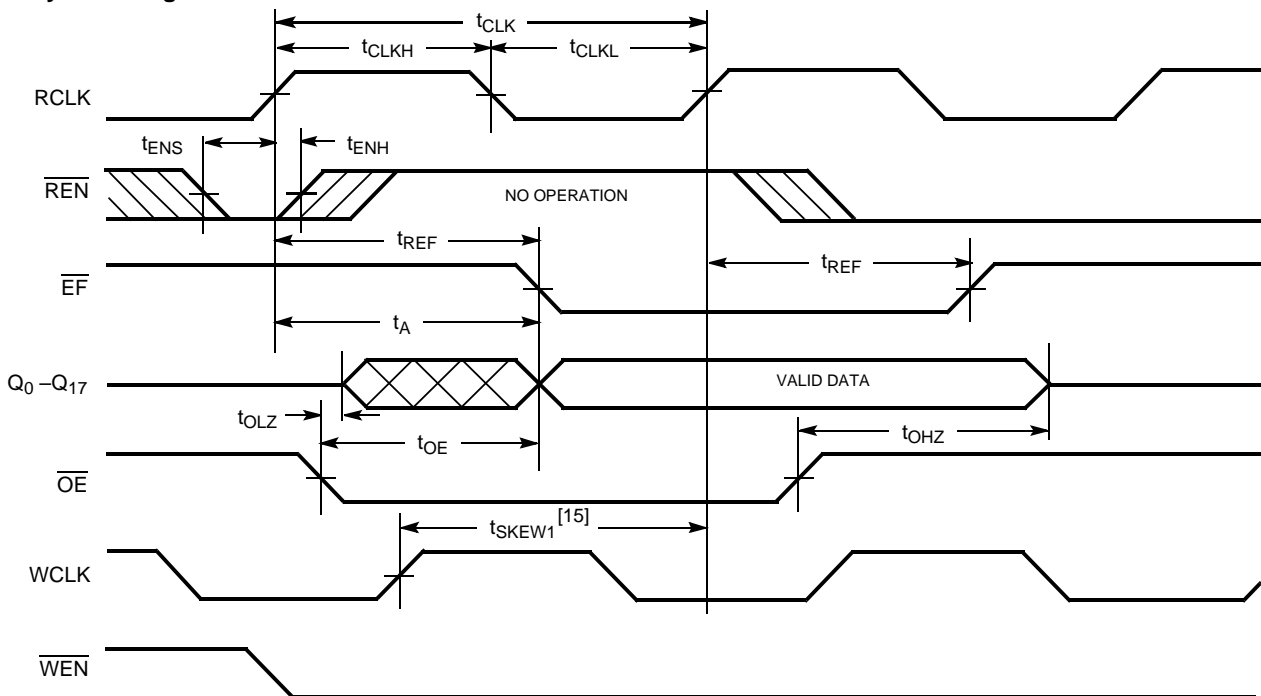 tCLK
tCLKH
tCLKL
RCLK
tENS
tENH
REN
NO OPERATION
tREF
EF
tREF
tA
Q0 –Q17
VALID DATA
tOLZ
tOE
tOHZ
OE
tSKEW1[15]
WCLK
WEN